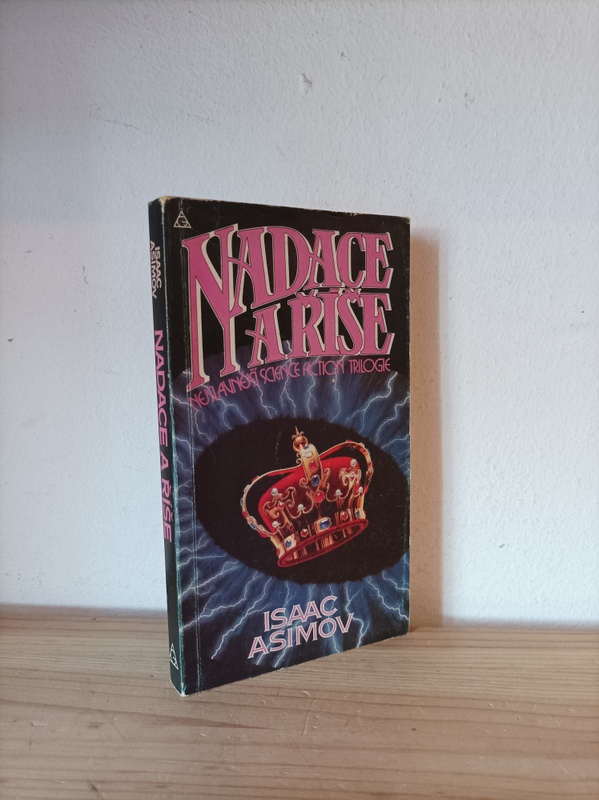 NADACE
A ŘÍŠE
NEJSLAVNĚJŠÍ SCIENCE FICTION TRILOGIE
ISAAC
ASIMOV
ISAAC
ASIMOV
NADACE A ŘÍŠE